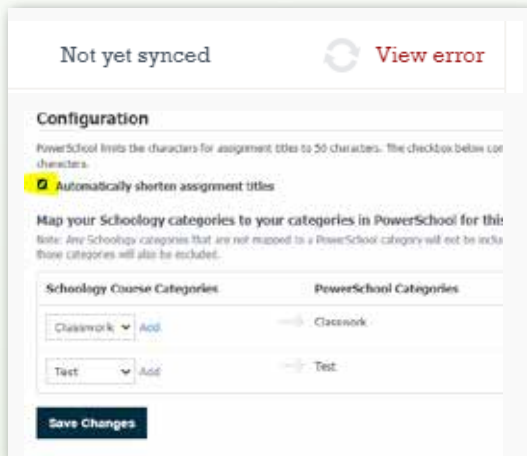 Not yet synced
View error
Configuration
PowerSchool limits the characters for assignment titles to 50 characters. The checkbox below con
characters.
Automatically shorten assignment titles
Map your Schoology categories to your categories in PowerSchool for this
Note: Any Schoology categories that are not mapped to a PowerSchool category will not be inclu
those categories will also be excluded.
Schoology Course Categories PowerSchool Categories
Classwork Add Classwork
Test Add Test
Save Changes